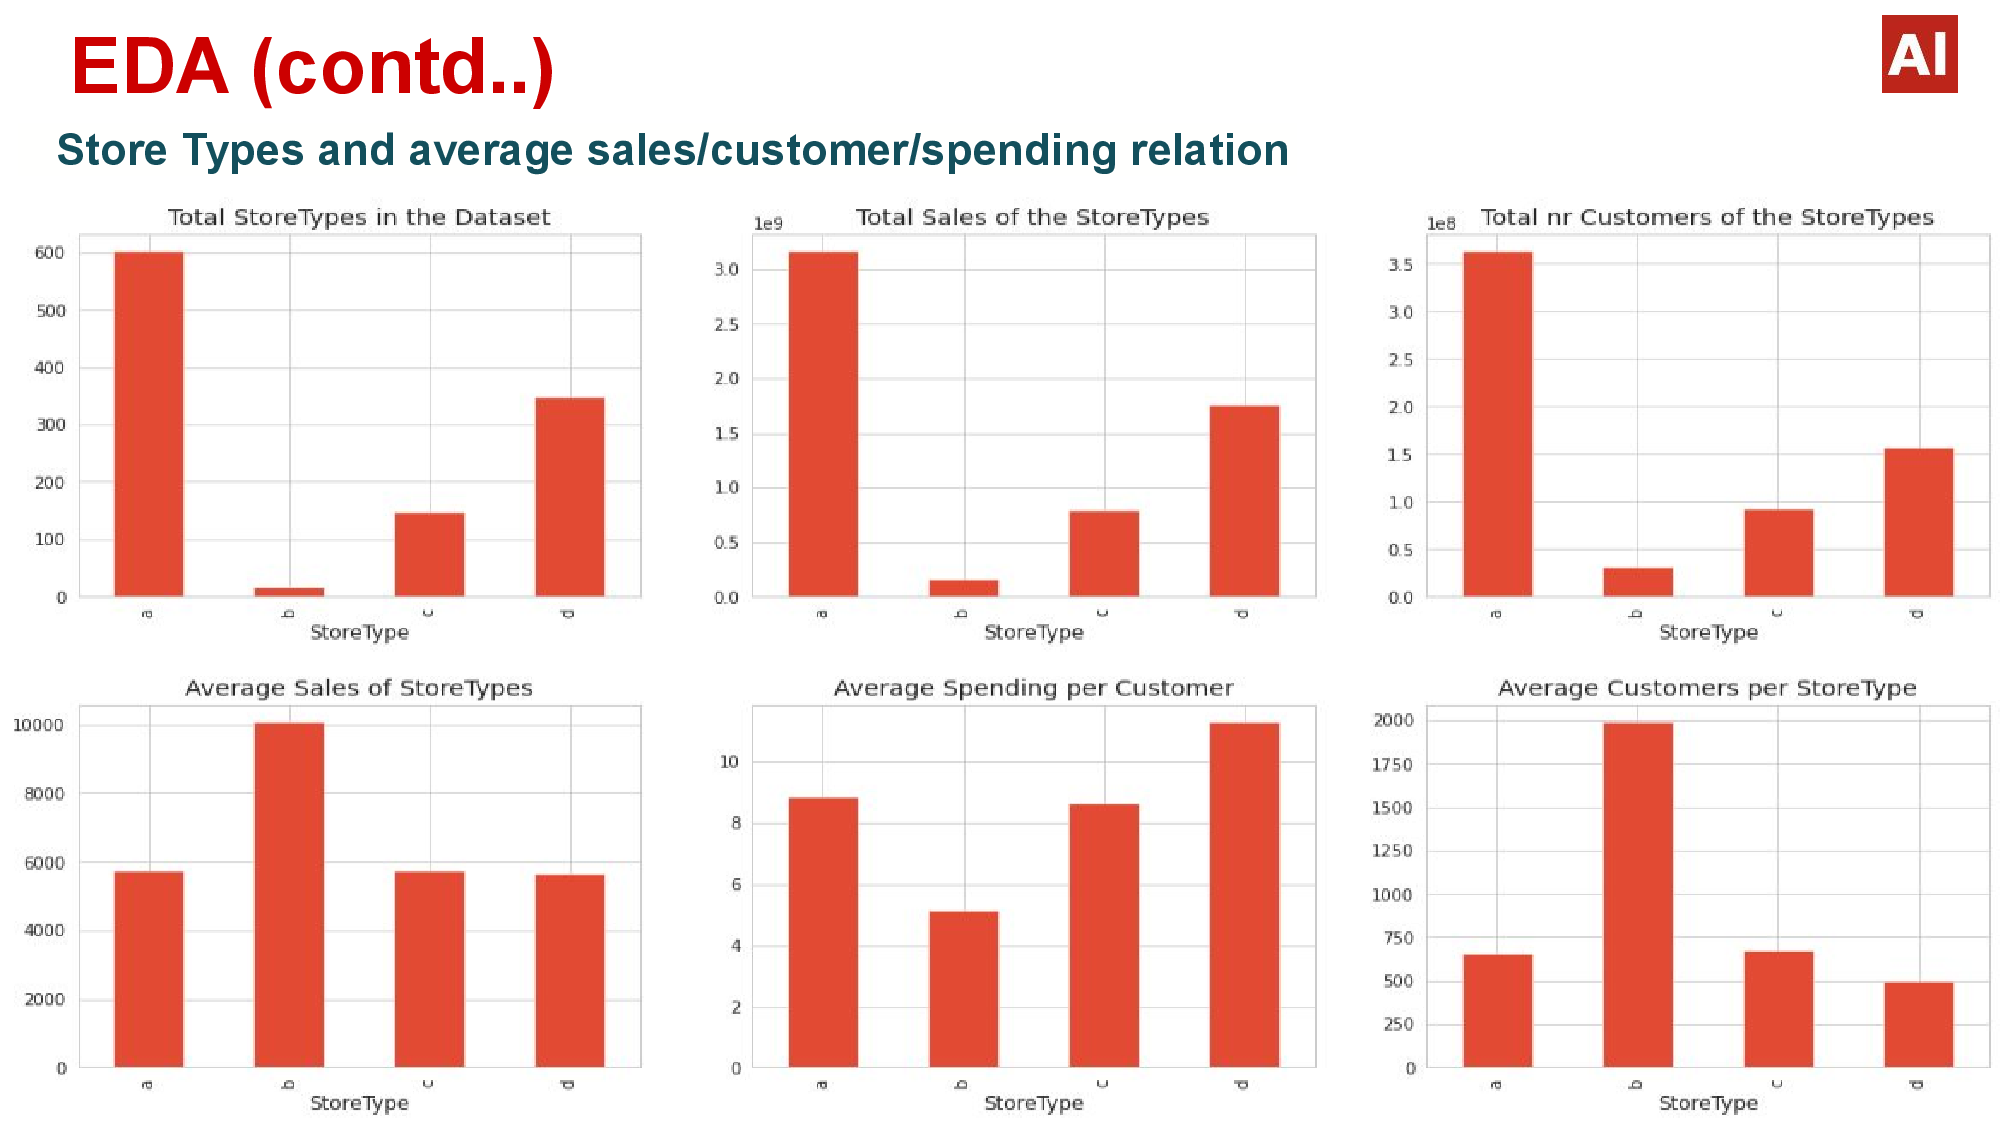 EDA (contd..)
AI
Store Types and average sales/customer/spending relation
Total StoreTypes in the Dataset
600
500
400
300
200
100
0
a
b
c
d
StoreType
Total Sales of the StoreTypes
1e9
3.0
2.5
2.0
1.5
1.0
0.5
0.0
a
b
c
d
StoreType
Total nr Customers of the StoreTypes
1e8
3.5
3.0
2.5
2.0
1.5
1.0
0.5
0.0
a
b
c
d
StoreType
Average Sales of StoreTypes
10000
8000
6000
4000
2000
0
a
b
c
d
StoreType
Average Spending per Customer
10
8
6
4
2
0
a
b
c
d
StoreType
Average Customers per StoreType
2000
1750
1500
1250
1000
750
500
250
0
a
b
c
d
StoreType